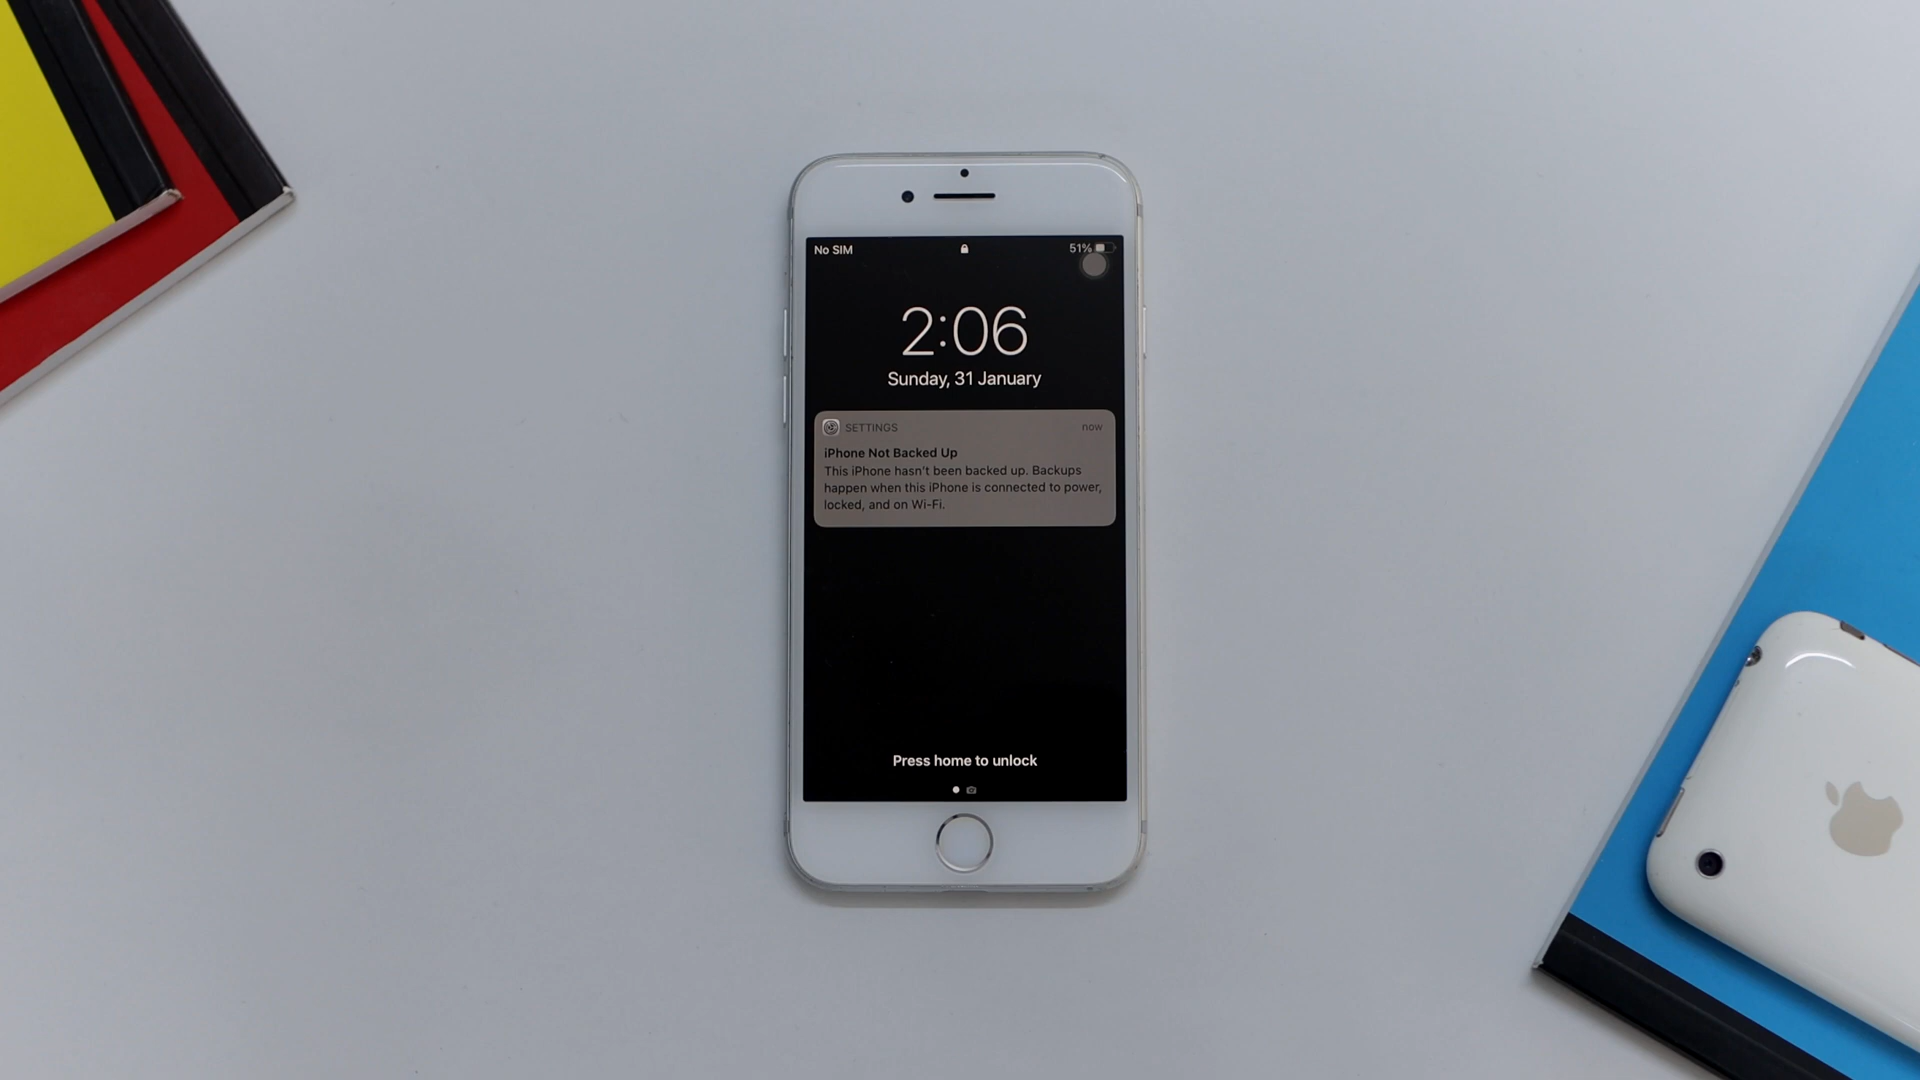 No SIM
51%
2:06
Sunday, 31 January
SETTINGS
now
iPhone Not Backed Up
This iPhone hasn't been backed up. Backups
happen when this iPhone is connected to power,
locked, and on Wi-Fi.
Press home to unlock